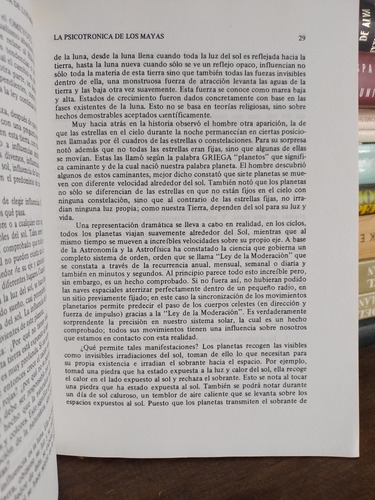 LA PSICOTRONICA DE LOS MAYAS 29
de la luna, desde la luna llena cuando toda la luz del sol es reflejada hacia la
tierra, hasta la luna nueva cuando sólo se ve un reflejo opaco, influencian no
sólo toda la materia de esta tierra sino que también todas las fuerzas invisibles
dentro de ella, una monstruosa fuerza de atracción levanta las aguas de la
tierra y las baja otra vez suavemente. Esta fuerza se conoce como marea baja
y alta. Estados de crecimiento fueron dados concretamente con base en las
fases existentes de la luna. Esto no se basa en teorías religiosas, sino sobre
hechos demostrables aceptados científicamente.
Muy hacia atrás en la historia observó el hombre otra aparición, la de
que las estrellas en el cielo durante la noche permanecían en ciertas posiciones
llamadas por él cuadros de las estrellas o constelaciones. Para su sorpresa
notó además que no todas las estrellas eran fijas, sino que algunas de ellas
se movían. Estas las llamó según la palabra GRIEGA "planetos" que significa
caminante y de la cual nació nuestra palabra planeta. El hombre descubrió
algunos de estos caminantes, mejor dicho constató que siete planetas se mueven
con diferente velocidad alrededor del sol. También notó que los planetas
no sólo se diferencian de las estrellas en que no están fijos en el cielo con
ninguna constelación, sino que al contrario de las estrellas fijas, no irradian
ninguna luz propia; como nuestra Tierra, dependen del sol para su luz y
vida.
Una representación dramática se lleva a cabo en realidad, en los ciclos,
todos los planetas viajan suavemente alrededor del Sol, mientras que al
mismo tiempo se mueven a increíbles velocidades sobre su propio eje. A base
de la Astronomía y la Astrofísica ha constatado la ciencia que gobierna un
completo sistema de orden, orden que se llama "Ley de la Moderación" que
se constata a través de la recurrencia anual, mensual, semanal o diaria y
también en minutos y segundos. Al principio parece todo esto increíble pero,
sin embargo, es un hecho comprobado. Si no fuera así, no hubieran podido
las naves espaciales aterrizar perfectamente dentro de un pequeño radio, en
un sitio previamente fijado; en este caso la sincronización de los movimientos
planetarios permite predecir el paso de los cuerpos celestes (en dirección y
fuerza de impulso) gracias a la "Ley de la Moderación". Es verdaderamente
sorprendente la precisión en nuestro sistema solar, la cual si es un hecho
comprobado; todos sus movimientos tienen una influencia sobre nosotros
que estamos en contacto con esta realidad.
¿Qué permite tales manifestaciones? Los planetas recogen las visibles
como invisibles irradiaciones del sol, toman de ello lo que necesitan para
su propia existencia e irradian el sobrante hacia el espacio. Por ejemplo,
tomar una piedra que ha estado expuesta a la luz y calor del sol, ella recoge
el calor en el lado expuesto al sol y rechaza el sobrante. Esto se nota al tocar
una piedra que ha estado expuesta al sol. También se podrá notar durante
un día de sol caluroso, un temblor de aire caliente que se levanta sobre los
espacios expuestos al sol. Puesto que los planetas transmiten el sobrante de